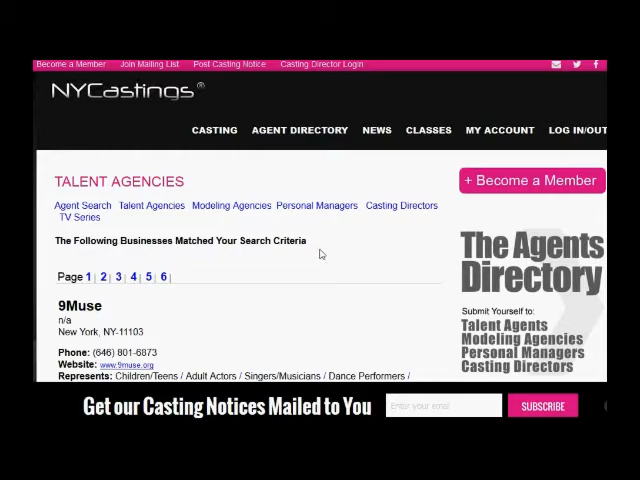 Become a Member Join Mailing List Post Casting Notice Casting Director Login
NYCastings®
CASTING AGENT DIRECTORY NEWS CLASSES MY ACCOUNT LOG IN/OUT
TALENT AGENCIES
+ Become a Member
Agent Search Talent Agencies Modeling Agencies Personal Managers Casting Directors
TV Series
The Following Businesses Matched Your Search Criteria
The Agents
Directory
Page 1 | 2 | 3 | 4 | 5 | 6 |
9Muse
n/a
New York, NY-11103
Submit Yourself to:
Talent Agents
Modeling Agencies
Personal Managers
Casting Directors
Phone: (646) 801-6873
Website: www.9muse.org
Represents: Children/Teens / Adult Actors / Singers/Musicians / Dance Performers /
Get our Casting Notices Mailed to You Enter your email SUBSCRIBE